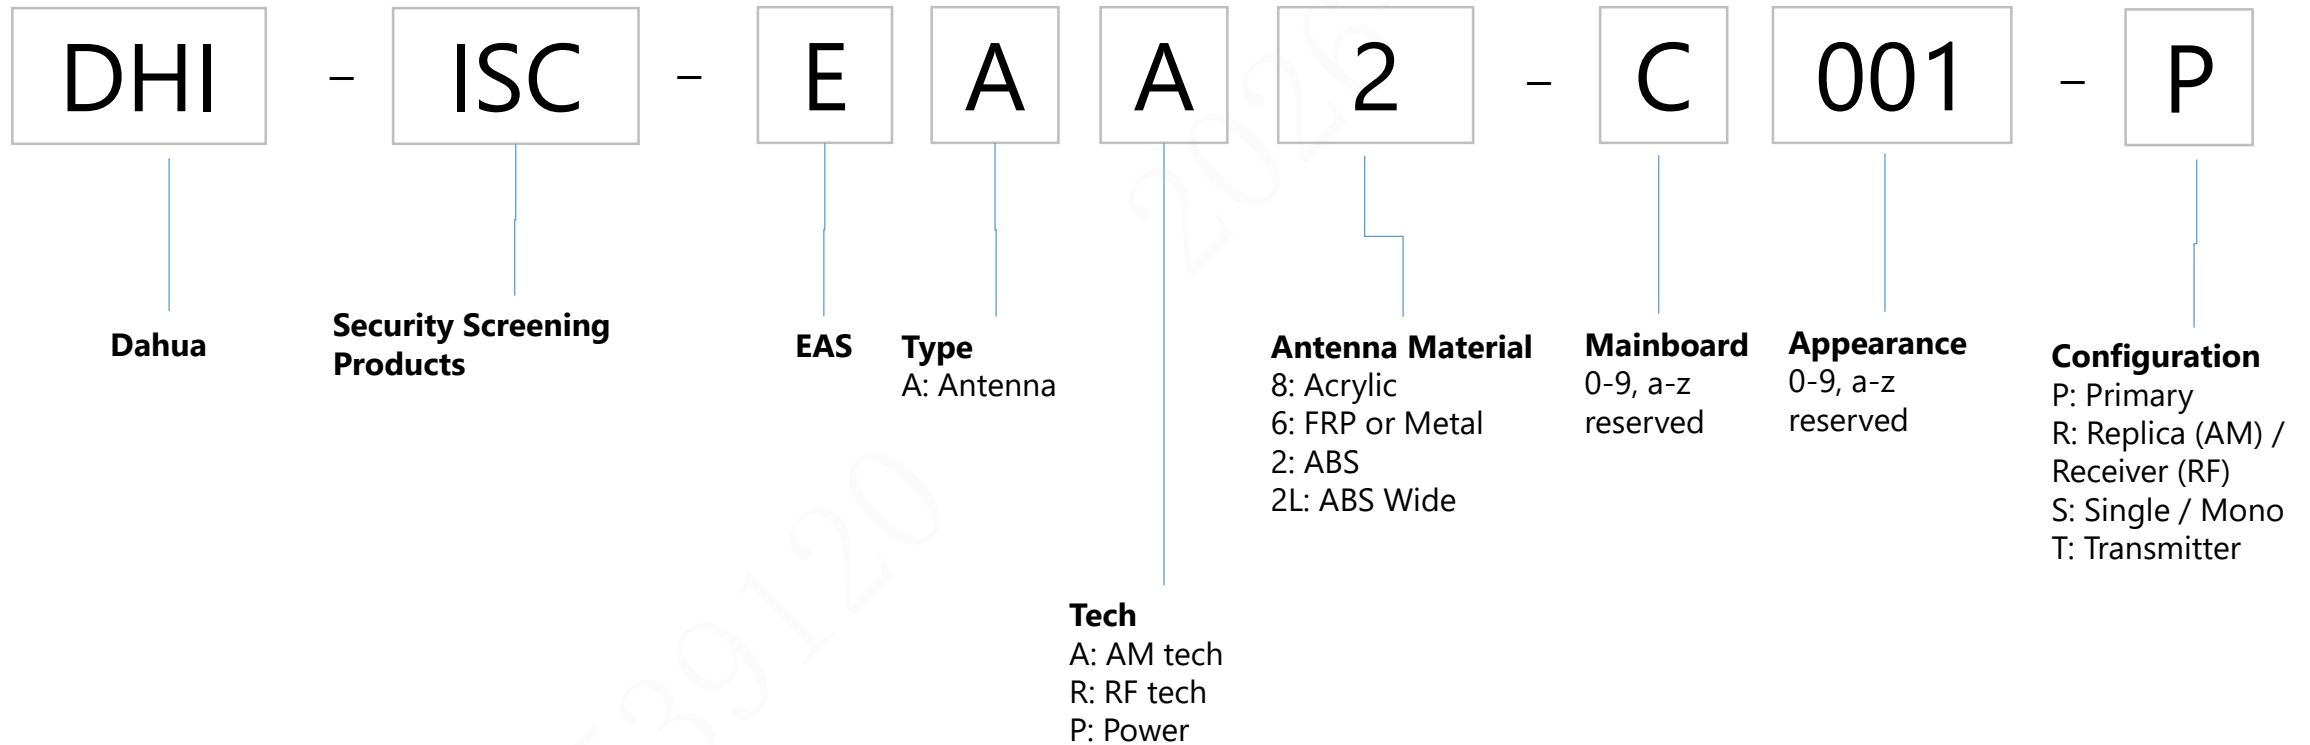 DHI - ISC - E A A 2 - C 001 - P
Dahua
Security Screening
Products
EAS
Type
A: Antenna
Tech
A: AM tech
R: RF tech
P: Power
Antenna Material
8: Acrylic
6: FRP or Metal
2: ABS
2L: ABS Wide
Mainboard
0-9, a-z
reserved
Appearance
0-9, a-z
reserved
Configuration
P: Primary
R: Replica (AM) /
Receiver (RF)
S: Single / Mono
T: Transmitter